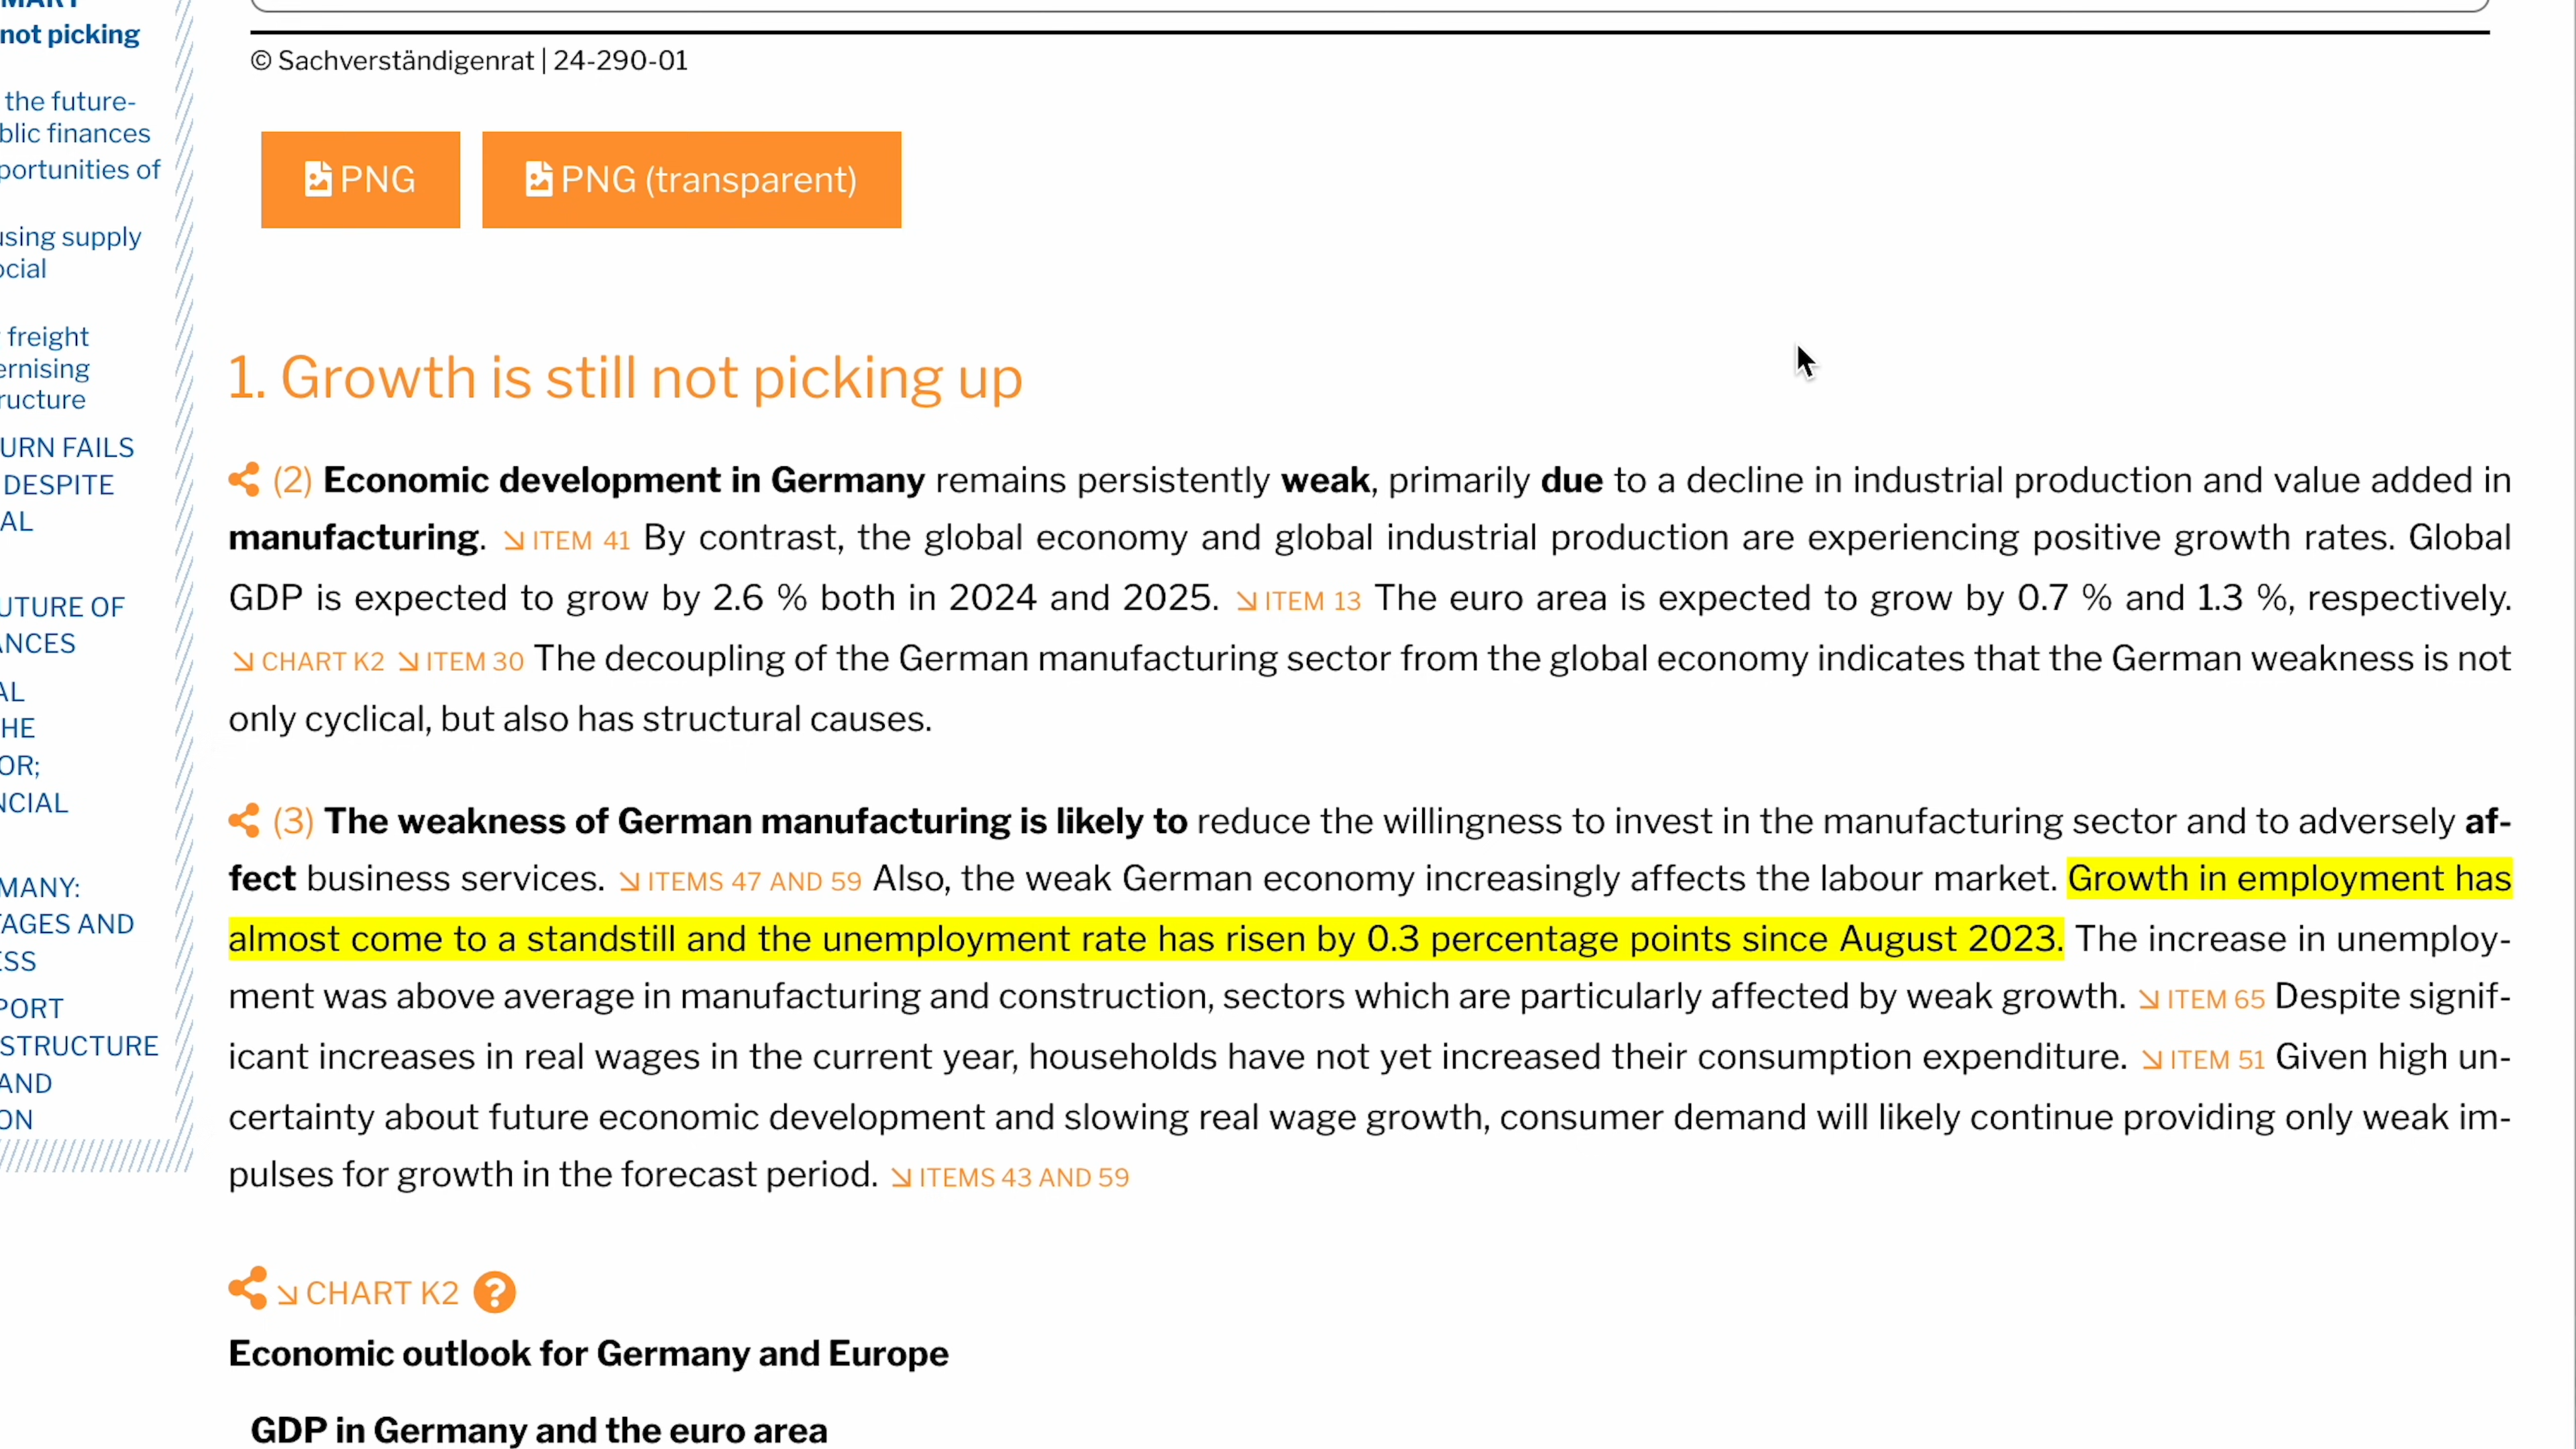 MARY
not picking
the future-
blic finances
portunities of
using supply
ocial
freight
ernising
ructure
URN FAILS
DESPITE
AL
UTURE OF
ANCES
AL
HE
OR;
NCIAL
MANY:
TAGES AND
ESS
PORT
STRUCTURE
AND
ON
© Sachverständigenrat | 24-290-01
PNG
PNG (transparent)
1. Growth is still not picking up
(2) Economic development in Germany remains persistently weak, primarily due to a decline in industrial production and value added in
manufacturing. ↘ ITEM 41 By contrast, the global economy and global industrial production are experiencing positive growth rates. Global
GDP is expected to grow by 2.6 % both in 2024 and 2025. ↘ ITEM 13 The euro area is expected to grow by 0.7 % and 1.3 %, respectively.
↘ CHART K2 ↘ ITEM 30 The decoupling of the German manufacturing sector from the global economy indicates that the German weakness is not
only cyclical, but also has structural causes.
(3) The weakness of German manufacturing is likely to reduce the willingness to invest in the manufacturing sector and to adversely af-
fect business services. ↘ ITEMS 47 AND 59 Also, the weak German economy increasingly affects the labour market. Growth in employment has
almost come to a standstill and the unemployment rate has risen by 0.3 percentage points since August 2023. The increase in unemploy-
ment was above average in manufacturing and construction, sectors which are particularly affected by weak growth. ↘ ITEM 65 Despite signif-
icant increases in real wages in the current year, households have not yet increased their consumption expenditure. ↘ ITEM 51 Given high un-
certainty about future economic development and slowing real wage growth, consumer demand will likely continue providing only weak im-
pulses for growth in the forecast period. ↘ ITEMS 43 AND 59
↘ CHART K2 ?
Economic outlook for Germany and Europe
GDP in Germany and the euro area